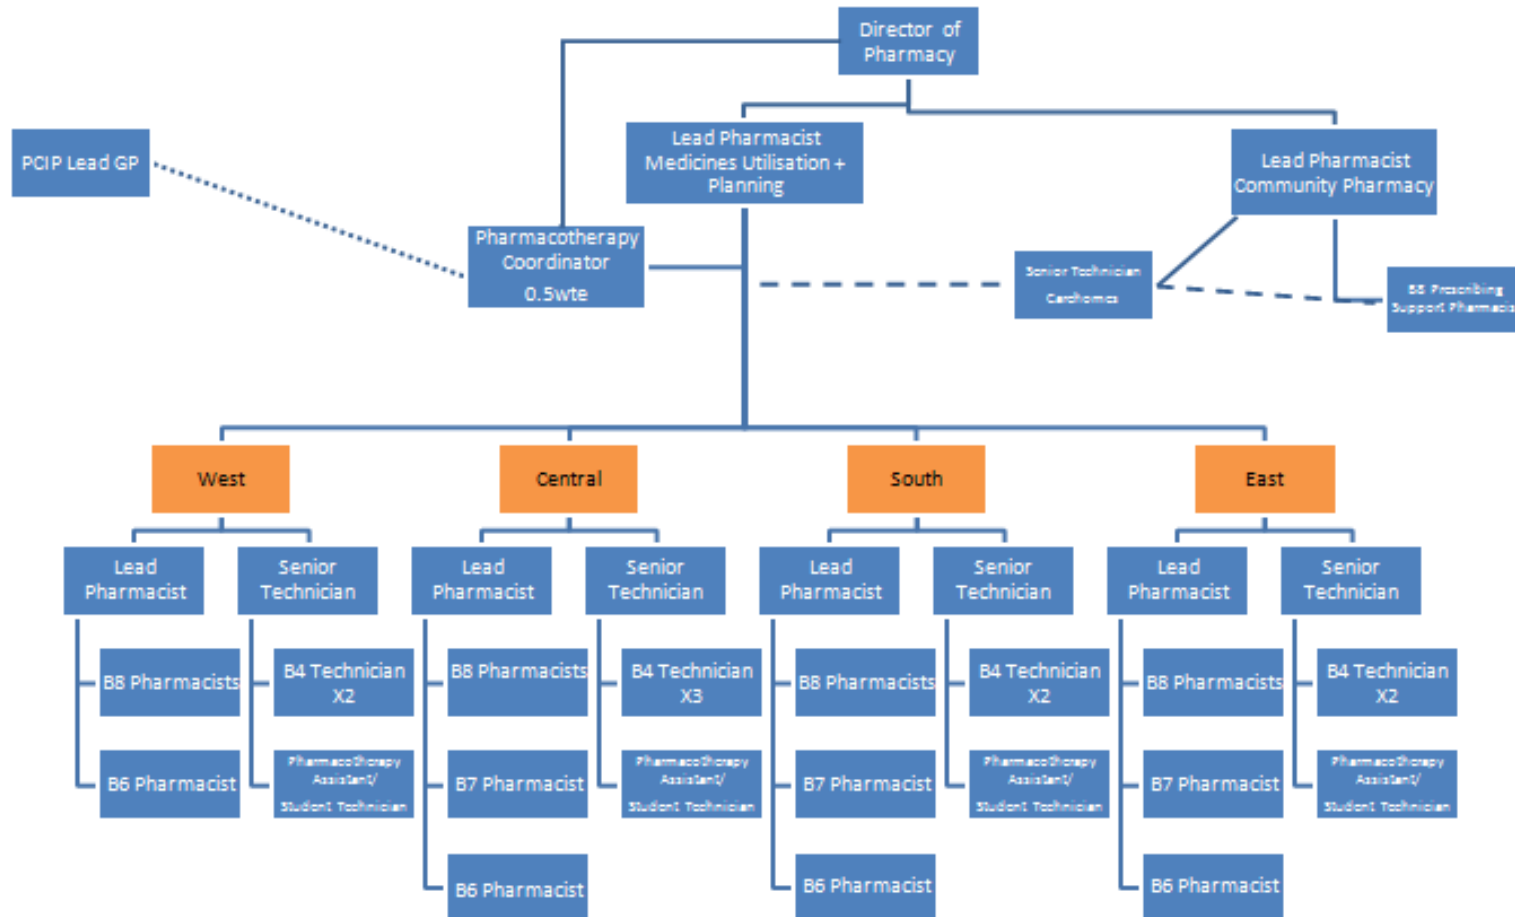 Director of
Pharmacy
PCIP Lead GP
Lead Pharmacist
Medicines Utilisation +
Planning
Lead Pharmacist
Community Pharmacy
Pharmacotherapy
Coordinator
0.5wte
Senior Technician
Carehomes
B8 Prescribing
Support Pharmacis
West
Central
South
East
Lead
Pharmacist
Senior
Technician
Lead
Pharmacist
Senior
Technician
Lead
Pharmacist
Senior
Technician
Lead
Pharmacist
Senior
Technician
B8 Pharmacists
B4 Technician
X2
B8 Pharmacists
B4 Technician
X3
B8 Pharmacists
B4 Technician
X2
B8 Pharmacists
B4 Technician
X2
B6 Pharmacist
Pharmacotherapy
Assistant/
Student Technician
B7 Pharmacist
Pharmacotherapy
Assistant/
Student Technician
B7 Pharmacist
Pharmacotherapy
Assistant/
Student Technician
B7 Pharmacist
Pharmacotherapy
Assistant/
Student Technician
B6 Pharmacist
B6 Pharmacist
B6 Pharmacist